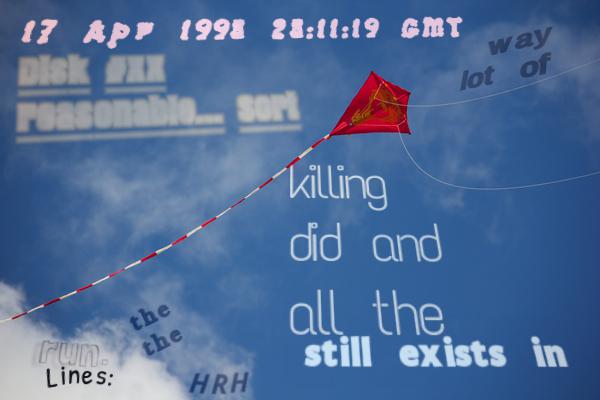 17 Apr 1998 28:11:19 GMT
way
lot of
Disk #XX
reasonable... sort
killing
did and
all the
still exists in
the
the
run.
Lines:
HRH